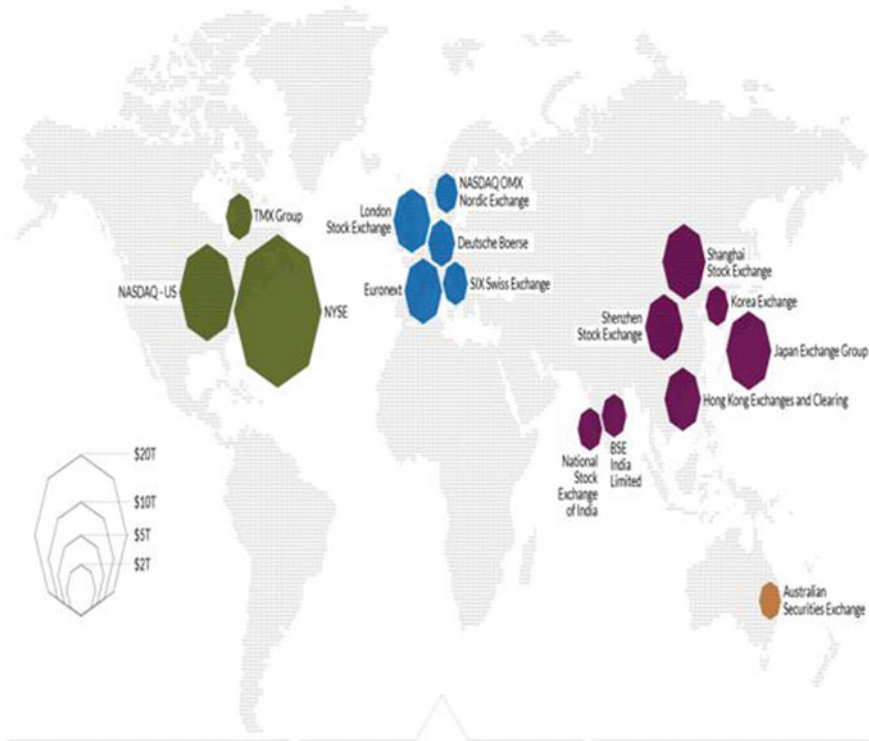 NASDAQ OMX
Nordic Exchange
London
Stock Exchange
TMX Group
Deutsche Boerse
Shanghai
Stock Exchange
NASDAQ - US
Euronext
SIX Swiss Exchange
Korea Exchange
NYSE
Shenzhen
Stock Exchange
Japan Exchange Group
Hong Kong Exchanges and Clearing
National
Stock
Exchange
of India
BSE
India
Limited
$20T
$10T
$5T
$2T
Australian
Securities Exchange